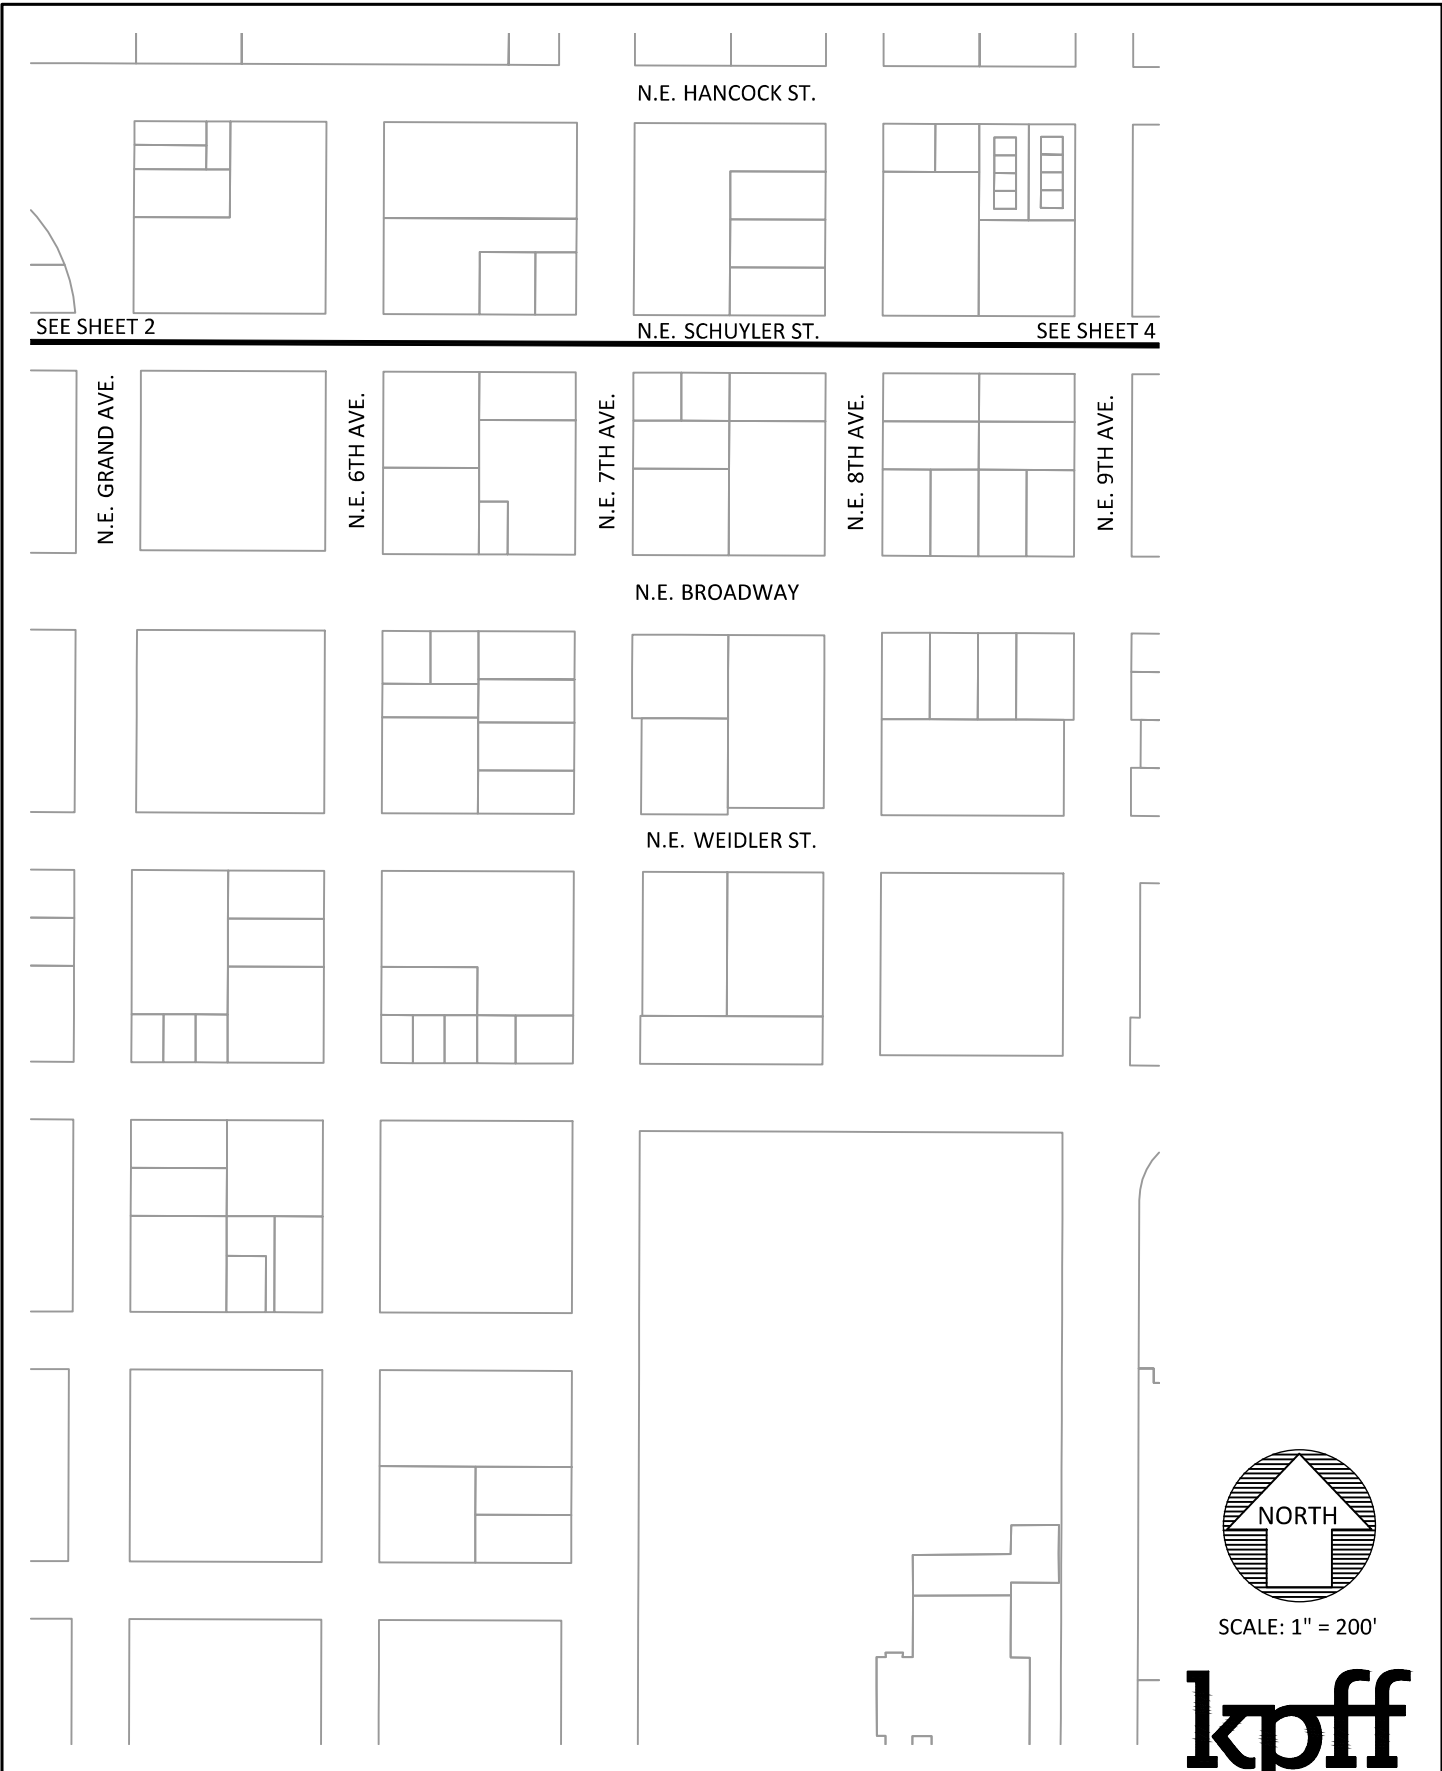 N.E. HANCOCK ST.
SEE SHEET 2
N.E. SCHUYLER ST.
SEE SHEET 4
N.E. GRAND AVE.
N.E. 6TH AVE.
N.E. 7TH AVE.
N.E. 8TH AVE.
N.E. 9TH AVE.
N.E. BROADWAY
N.E. WEIDLER ST.
NORTH
SCALE: 1" = 200'
kpff